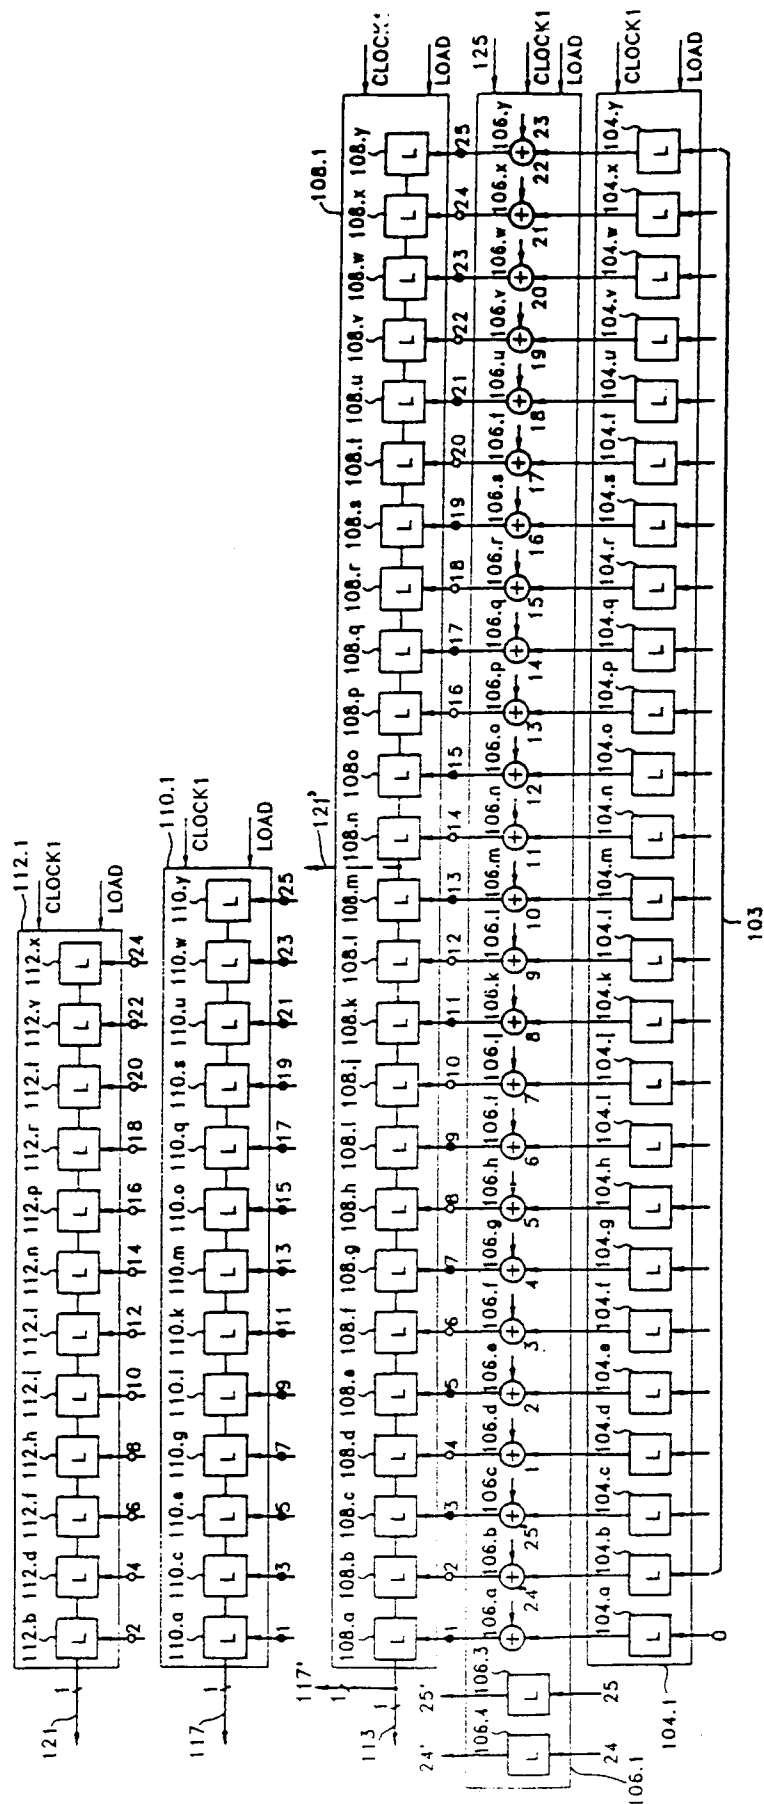 112.1
CLOCK1
LOAD
112.b 112.d 112.f 112.h 112.j 112.l 112.n 112.p 112.r 112.t 112.v 112.x
2 4 6 8 10 12 14 16 18 20 22 24
1
121
110.1
CLOCK1
LOAD
110.a 110.c 110.e 110.g 110.i 110.k 110.m 110.o 110.q 110.s 110.u 110.w 110.y
L L L L L L L L L L L L L
1 3 5 7 9 11 13 15 17 19 21 23 25
1
117
121'
108.1
CLOCK1
LOAD
108.a 108.b 108.c 108.d 108.e 108.f 108.g 108.h 108.i 108.j 108.k 108.l 108.m 108.n 108o 108.p 108.q 108.r 108.s 108.t 108.u 108.v 108.w 108.x 108.y
L L L L L L L L L L L L L L L L L L L L L L L L L
117'
1
1
113
1 2 3 4 5 6 7 8 9 10 11 12 13 14 15 16 17 18 19 20 21 22 23 24 25
125
CLOCK1
LOAD
24' 25'
106.4 106.3 106.a 106.b 106c 106.d 106.e 106.f 106.g 106.h 106.i 106.j 106.k 106.l 106.m 106.n 106.o 106.p 106.q 106.r 106.s 106.t 106.u 106.v 106.w 106.x 106.y
L L + + + + + + + + + + + + + + + + + + + + + + + + +
24' 25' 1 2 3 4 5 6 7 8 9 10 11 12 13 14 15 16 17 18 19 20 21 22 23
24 25
106.1
CLOCK1
LOAD
104.a 104.b 104.c 104.d 104.e 104.f 104.g 104.h 104.i 104.j 104.k 104.l 104.m 104.n 104.o 104.p 104.q 104.r 104.s 104.t 104.u 104.v 104.w 104.x 104.y
L L L L L L L L L L L L L L L L L L L L L L L L L
104.1
0
103